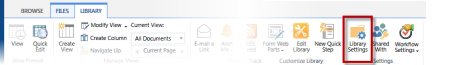 BROWSE FILES LIBRARY
View Quick Edit Create View Modify View Current View: E-mail a Link Form Web Parts Edit Library New Quick Step Library Settings Shared With Workflow Settings
Create Column All Documents
Navigate Up Current Page
Customize Library Settings